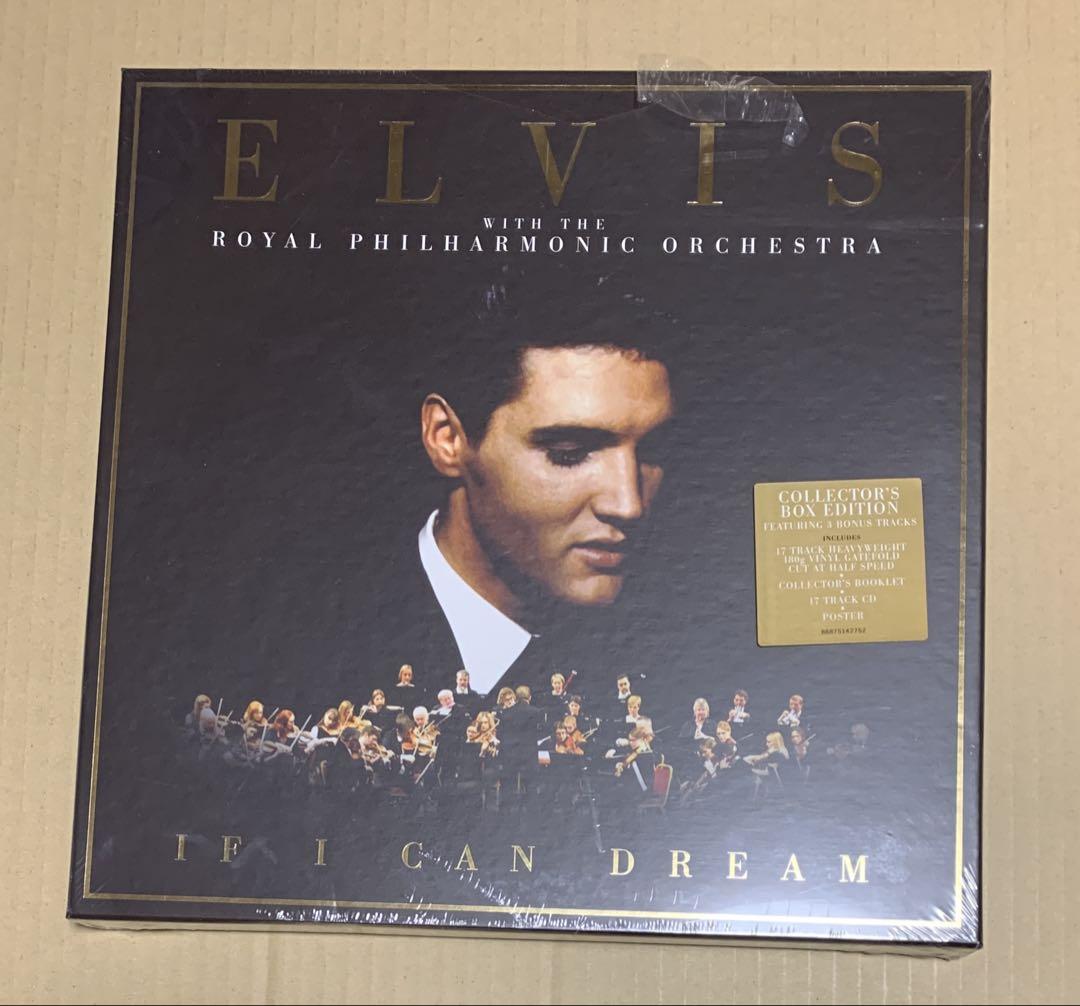 ELVIS
WITH THE
ROYAL PHILHARMONIC ORCHESTRA
COLLECTOR'S
BOX EDITION
FEATURING 3 BONUS TRACKS
INCLUDES
17 TRACK HEAVYWEIGHT
180g VINYL GATEFOLD
CUT AT HALF SPEED
COLLECTOR'S BOOKLET
17 TRACK CD
POSTER
88875142752
IF I CAN DREAM